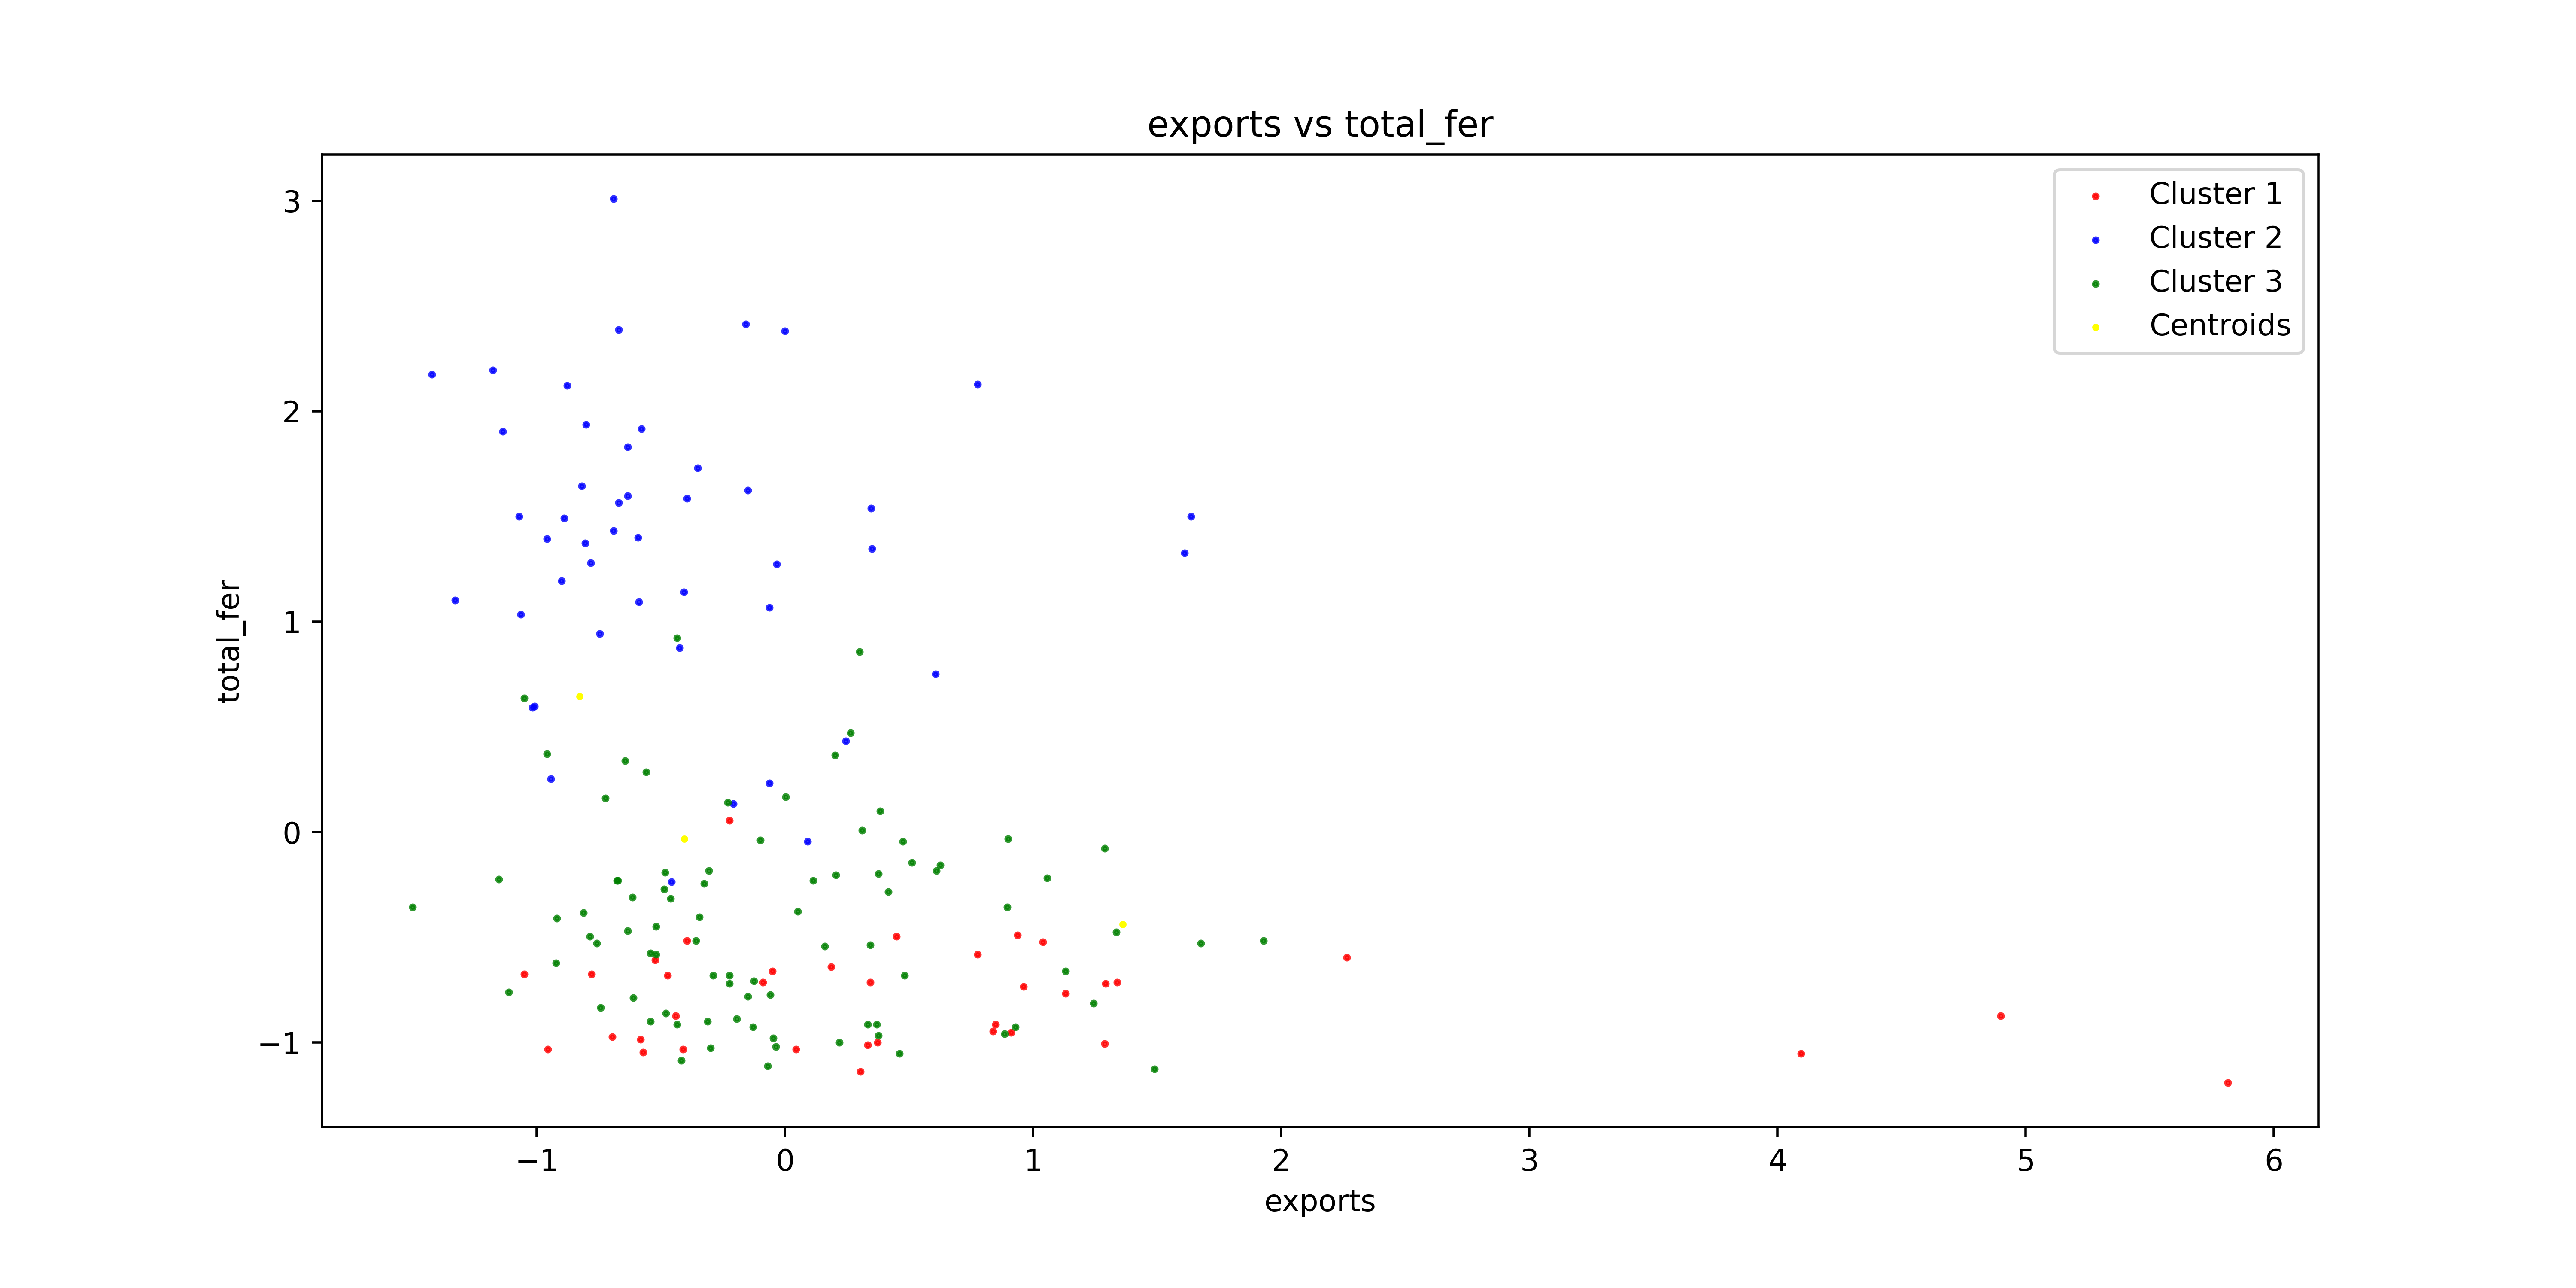 exports vs total_fer
Cluster 1
Cluster 2
Cluster 3
Centroids
3
2
1
0
−1
total_fer
−1 0 1 2 3 4 5 6
exports